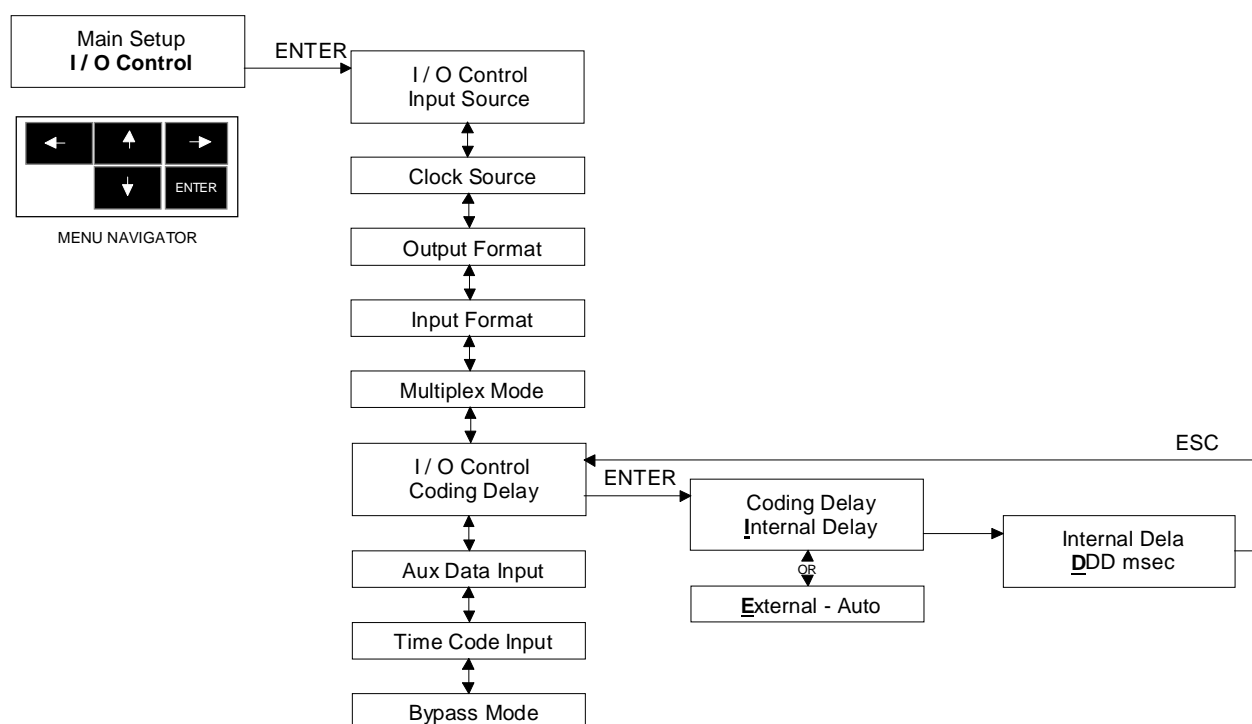 Main Setup
I / O Control
ENTER
I / O Control
Input Source
ENTER
MENU NAVIGATOR
Clock Source
Output Format
Input Format
Multiplex Mode
I / O Control
Coding Delay
ESC
ENTER
Coding Delay
Internal Delay
OR
External - Auto
Internal Dela
DDD msec
Aux Data Input
Time Code Input
Bypass Mode